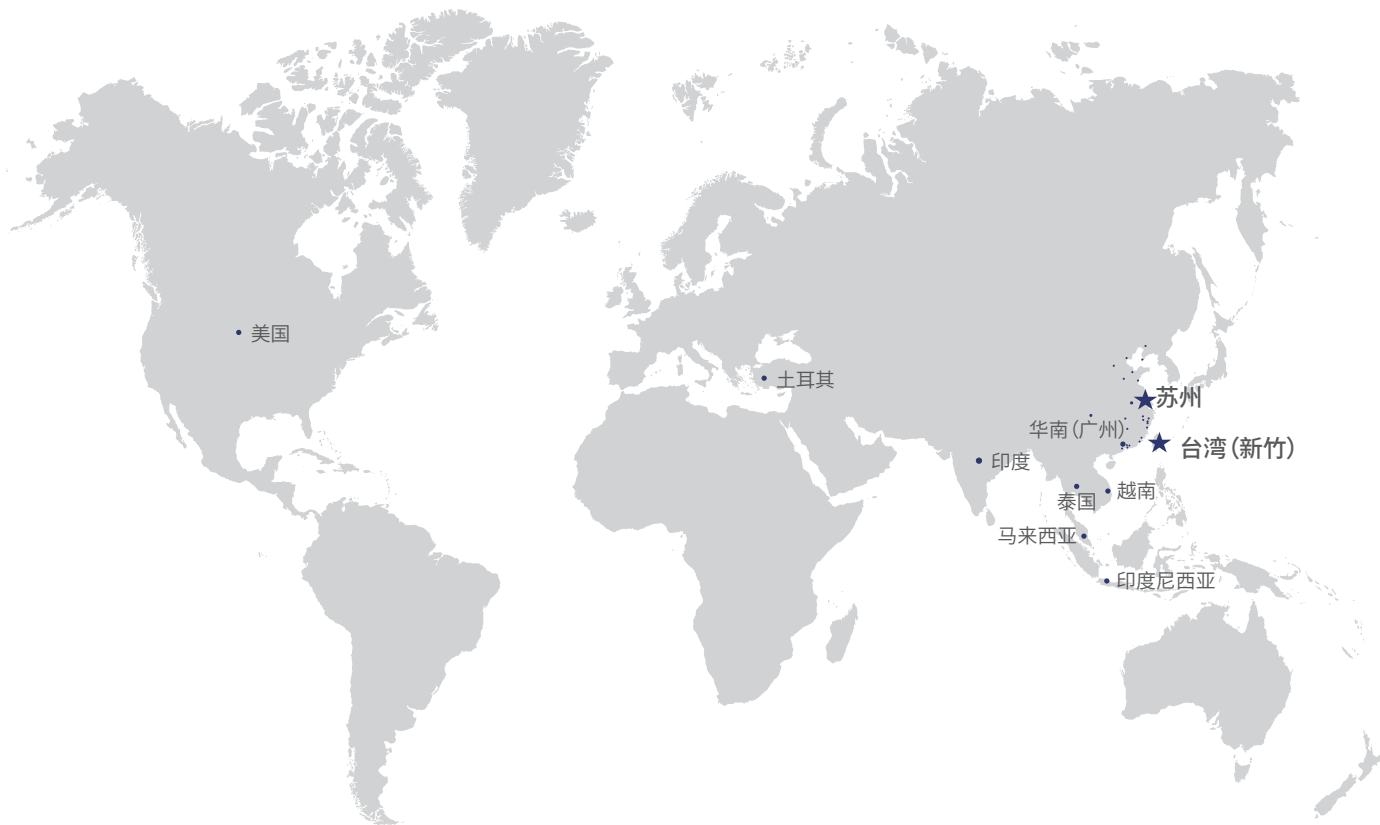 美国
土耳其
苏州
华南(广州)
台湾(新竹)
印度
越南
泰国
马来西亚
印度尼西亚